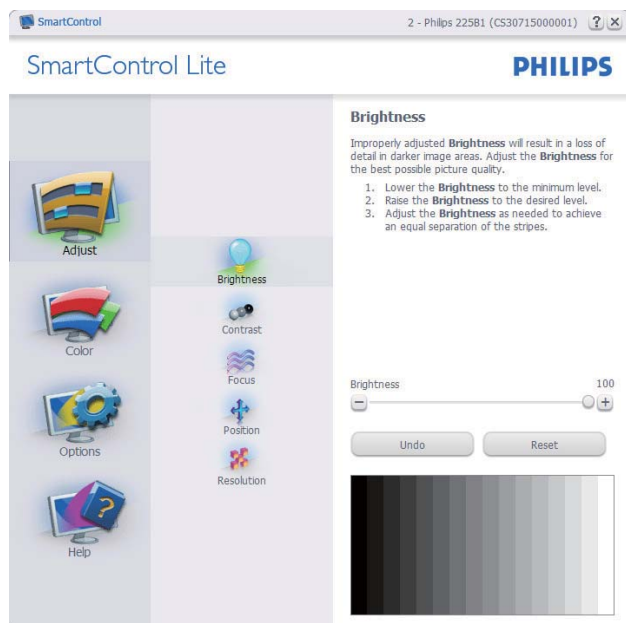 SmartControl
2 - Philips 225B1 (CS30715000001)
?
SmartControl Lite
PHILIPS
Adjust
Color
Options
?
Help
Brightness
Contrast
Focus
Position
Resolution
Brightness
Improperly adjusted Brightness will result in a loss of
detail in darker image areas. Adjust the Brightness for
the best possible picture quality.
1. Lower the Brightness to the minimum level.
2. Raise the Brightness to the desired level.
3. Adjust the Brightness as needed to achieve
an equal separation of the stripes.
Brightness 100
Undo Reset